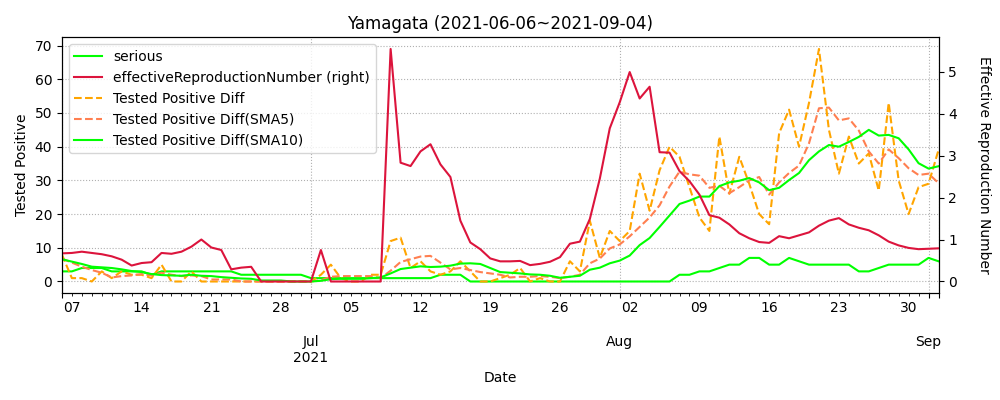 Yamagata (2021-06-06~2021-09-04)
serious
effectiveReproductionNumber (right)
Tested Positive Diff
Tested Positive Diff(SMA5)
Tested Positive Diff(SMA10)
Tested Positive
70
60
50
40
30
20
10
0
Effective Reproduction Number
5
4
3
2
1
0
07 14 21 28 05 12 19 26 02 09 16 23 30
Jul Aug Sep
2021
Date